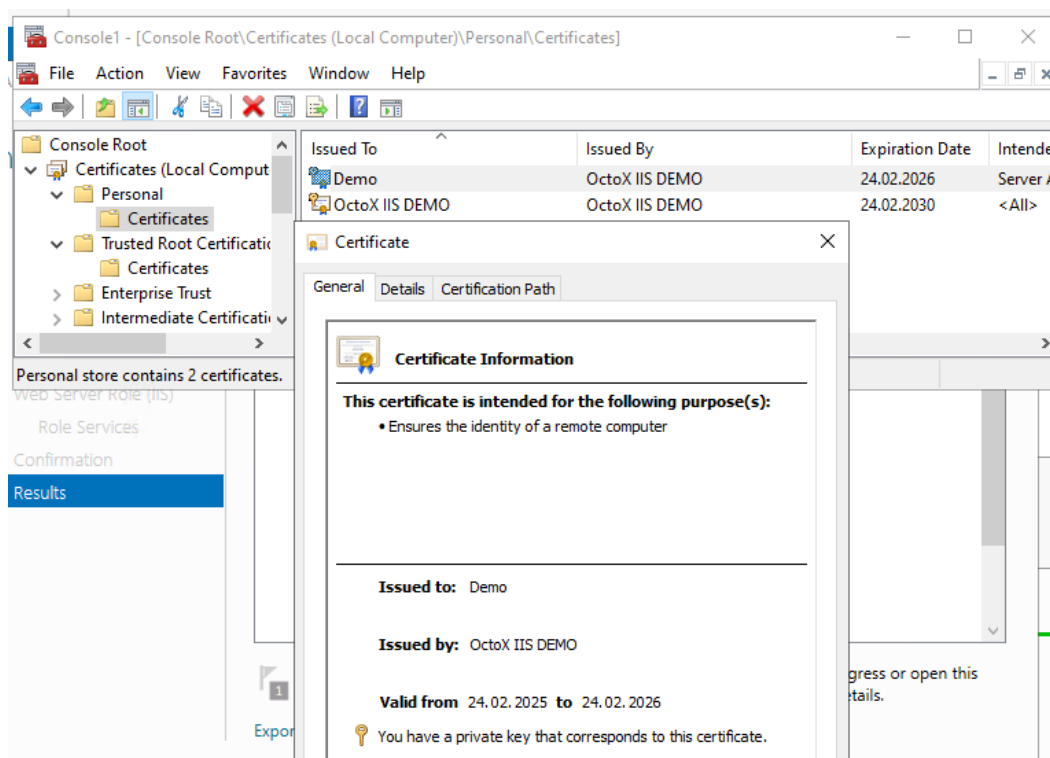 Console1 - [Console Root\Certificates (Local Computer)\Personal\Certificates]
File Action View Favorites Window Help
Console Root
Certificates (Local Comput
Personal
Certificates
Trusted Root Certificatic
Certificates
Enterprise Trust
Intermediate Certificati
Issued To Issued By Expiration Date Intende
Demo OctoX IIS DEMO 24.02.2026 Server A
OctoX IIS DEMO OctoX IIS DEMO 24.02.2030 <All>
Personal store contains 2 certificates.
Certificate
General Details Certification Path
Certificate Information
This certificate is intended for the following purpose(s):
• Ensures the identity of a remote computer
Issued to: Demo
Issued by: OctoX IIS DEMO
Valid from 24.02.2025 to 24.02.2026
You have a private key that corresponds to this certificate.
Web Server Role (IIS)
Role Services
Confirmation
Results
1
gress or open this
etails.
Expor